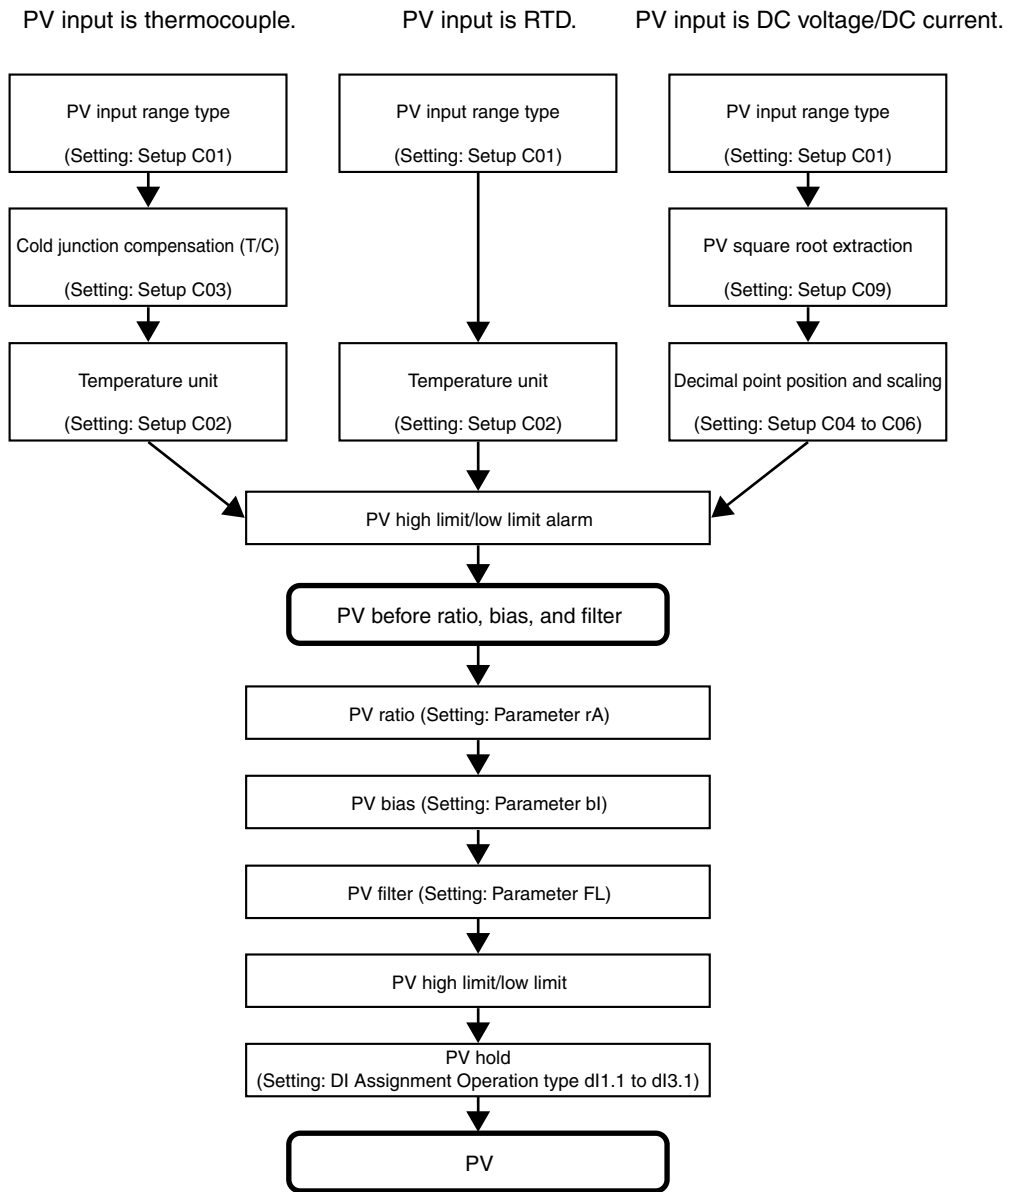 PV input is thermocouple.
PV input is RTD.
PV input is DC voltage/DC current.
PV input range type
(Setting: Setup C01)
PV input range type
(Setting: Setup C01)
PV input range type
(Setting: Setup C01)
Cold junction compensation (T/C)
(Setting: Setup C03)
PV square root extraction
(Setting: Setup C09)
Temperature unit
(Setting: Setup C02)
Temperature unit
(Setting: Setup C02)
Decimal point position and scaling
(Setting: Setup C04 to C06)
PV high limit/low limit alarm
PV before ratio, bias, and filter
PV ratio (Setting: Parameter rA)
PV bias (Setting: Parameter bI)
PV filter (Setting: Parameter FL)
PV high limit/low limit
PV hold
(Setting: DI Assignment Operation type dI1.1 to dI3.1)
PV